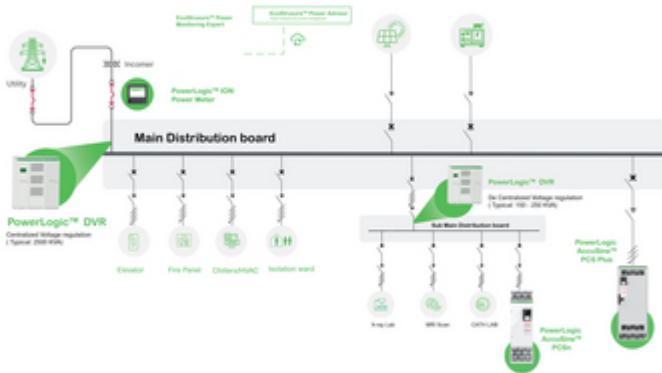 EcoStruxure™ Power
Monitoring Expert
EcoStruxure™ Power Advisor
Utility
Incomer
PowerLogic™ ION
Power Meter
Main Distribution board
PowerLogic™ DVR
Centralized Voltage regulation
( Typical 2500 KVA)
Elevator
Fire Panel
Chillers/HVAC
Isolation ward
PowerLogic™ DVR
De Centralized Voltage regulation
( Typical 150 - 250 KVA)
Sub Main Distribution board
X-ray Lab
MRI Scan
CATH LAB
PowerLogic
AccuSine™
PCSn
PowerLogic
AccuSine™
PCS Plus